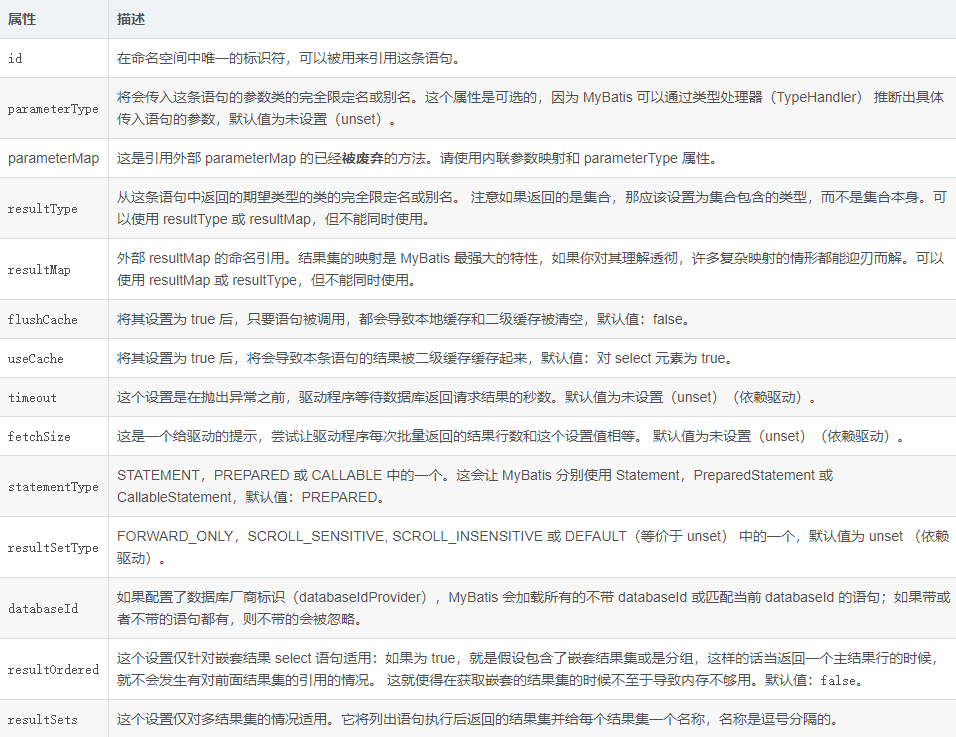 属性 描述
id 在命名空间中唯一的标识符，可以被用来引用这条语句。
parameterType 将会传入这条语句的参数类的完全限定名或别名。这个属性是可选的，因为 MyBatis 可以通过类型处理器（TypeHandler） 推断出具体
传入语句的参数，默认值为未设置（unset）。
parameterMap 这是引用外部 parameterMap 的已经被废弃的方法。请使用内联参数映射和 parameterType 属性。
resultType 从这条语句中返回的期望类型的类的完全限定名或别名。 注意如果返回的是集合，那应该设置为集合包含的类型，而不是集合本身。可
以使用 resultType 或 resultMap，但不能同时使用。
resultMap 外部 resultMap 的命名引用。结果集的映射是 MyBatis 最强大的特性，如果你对其理解透彻，许多复杂映射的情形都能迎刃而解。可以
使用 resultMap 或 resultType，但不能同时使用。
flushCache 将其设置为 true 后，只要语句被调用，都会导致本地缓存和二级缓存被清空，默认值：false。
useCache 将其设置为 true 后，将会导致本条语句的结果被二级缓存缓存起来，默认值：对 select 元素为 true。
timeout 这个设置是在抛出异常之前，驱动程序等待数据库返回请求结果的秒数。默认值为未设置（unset）（依赖驱动）。
fetchSize 这是一个给驱动的提示，尝试让驱动程序每次批量返回的结果行数和这个设置值相等。 默认值为未设置（unset）（依赖驱动）。
statementType STATEMENT，PREPARED 或 CALLABLE 中的一个。这会让 MyBatis 分别使用 Statement，PreparedStatement 或
CallableStatement，默认值：PREPARED。
resultSetType FORWARD_ONLY，SCROLL_SENSITIVE, SCROLL_INSENSITIVE 或 DEFAULT（等价于 unset） 中的一个，默认值为 unset （依赖
驱动）。
databaseId 如果配置了数据库厂商标识（databaseIdProvider），MyBatis 会加载所有的不带 databaseId 或匹配当前 databaseId 的语句；如果带或
者不带的语句都有，则不带的会被忽略。
resultOrdered 这个设置仅针对嵌套结果 select 语句适用：如果为 true，就是假设包含了嵌套结果集或是分组，这样的话当返回一个主结果行的时候，
就不会发生有对前面结果集的引用的情况。 这就使得在获取嵌套的结果集的时候不至于导致内存不够用。默认值：false。
resultSets 这个设置仅对多结果集的情况适用。它将列出语句执行后返回的结果集并给每个结果集一个名称，名称是逗号分隔的。